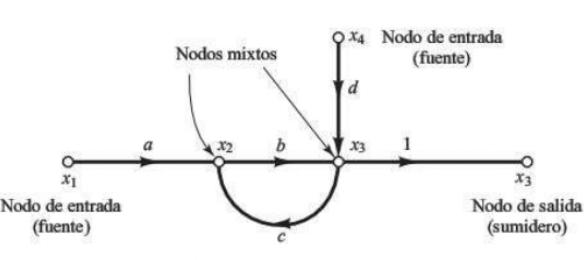 x4 Nodo de entrada
(fuente)
Nodos mixtos
d
a
x2
b
x3
1
x1
x3
Nodo de entrada
(fuente)
Nodo de salida
(sumidero)
c